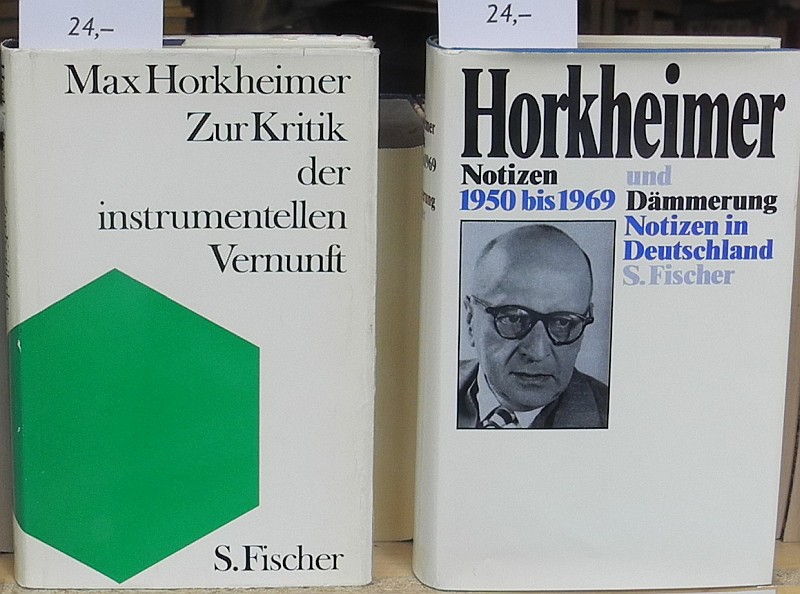 24,–
Max Horkheimer
Zur Kritik
der
instrumentellen
Vernunft
S. Fischer
24,–
Horkheimer
Notizen
1950 bis 1969
und
Dämmerung
Notizen in
Deutschland
S. Fischer